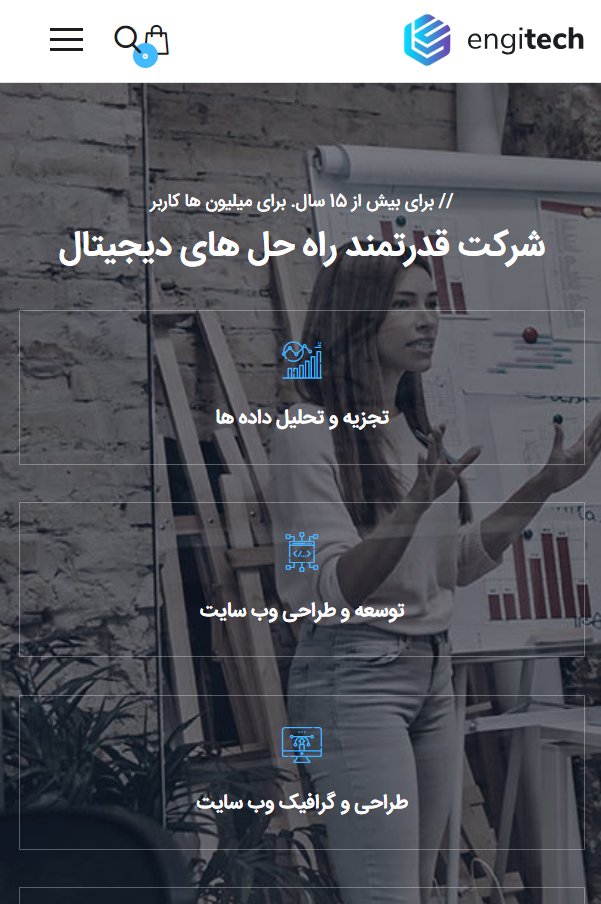 engitech
۰
// برای بیش از ۱۵ سال. برای میلیون ها کاربر
شرکت قدرتمند راه حل های دیجیتال
تجزیه و تحلیل داده ها
توسعه و طراحی وب سایت
طراحی و گرافیک وب سایت